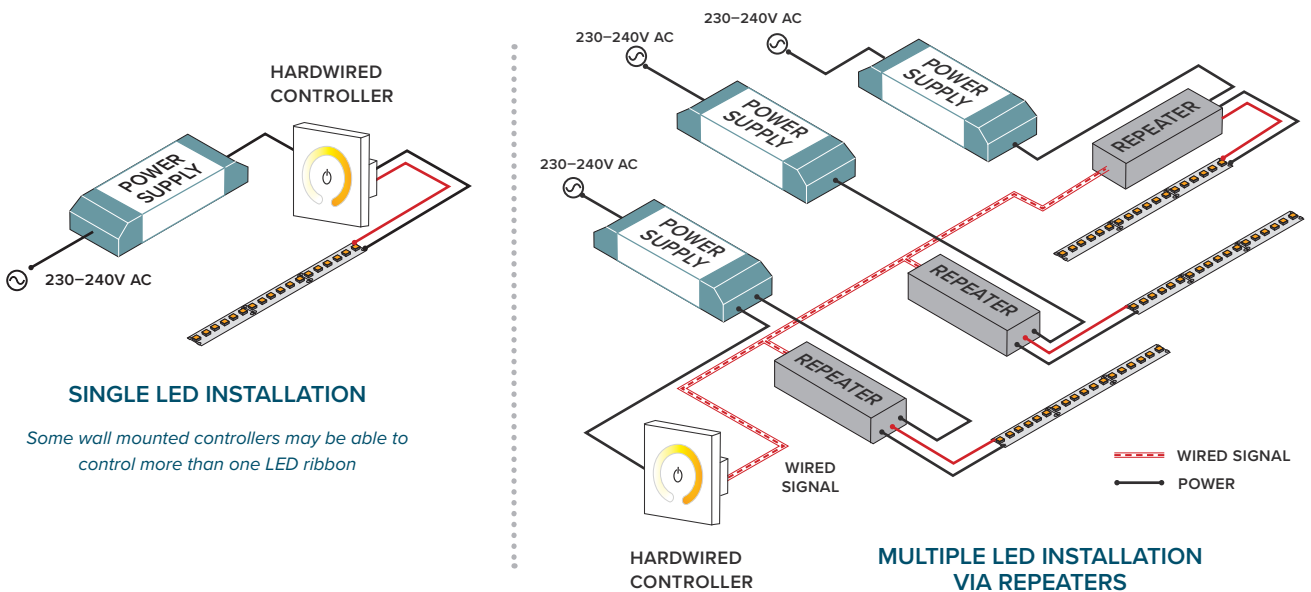 HARDWIRED
CONTROLLER
POWER
SUPPLY
230–240V AC
SINGLE LED INSTALLATION
Some wall mounted controllers may be able to
control more than one LED ribbon
230–240V AC
230–240V AC
POWER
SUPPLY
POWER
SUPPLY
REPEATER
230–240V AC
POWER
SUPPLY
REPEATER
REPEATER
WIRED
SIGNAL
WIRED SIGNAL
POWER
HARDWIRED
CONTROLLER
MULTIPLE LED INSTALLATION
VIA REPEATERS